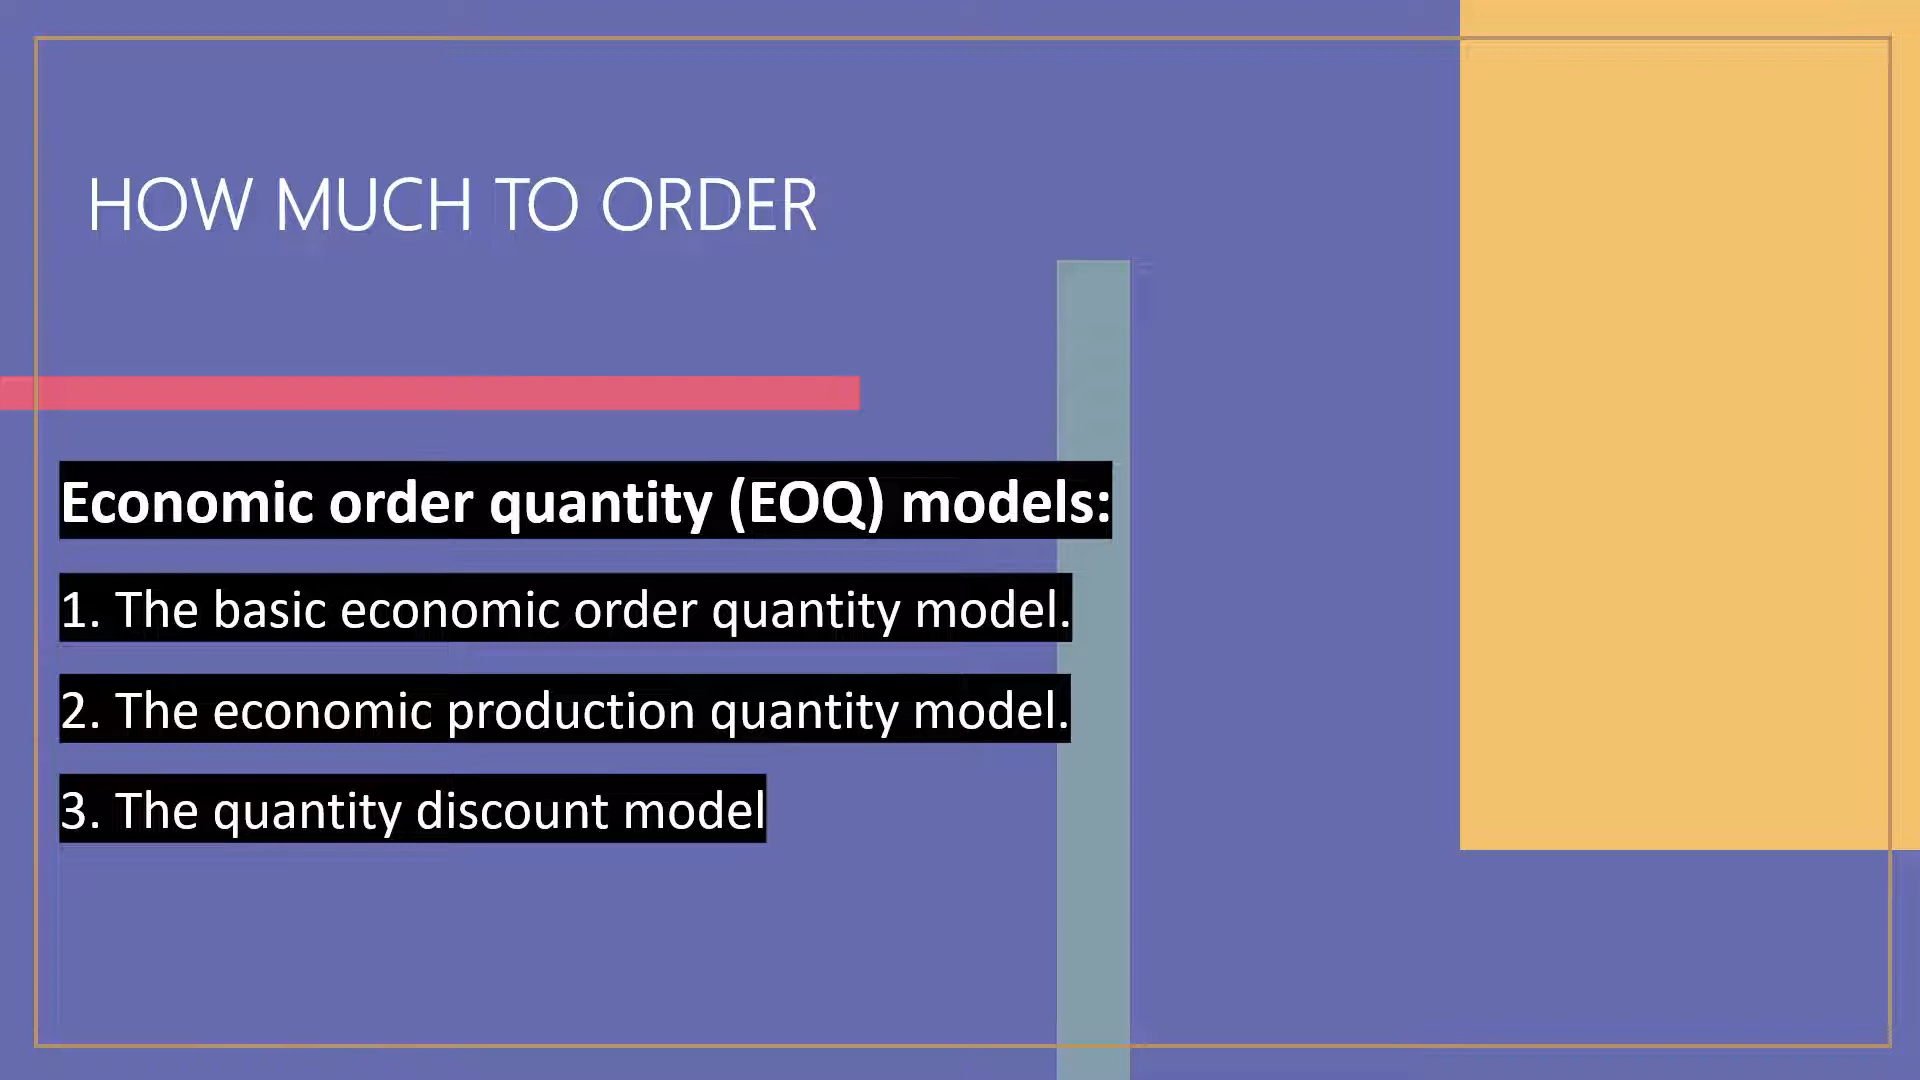 HOW MUCH TO ORDER
Economic order quantity (EOQ) models:
1. The basic economic order quantity model.
2. The economic production quantity model.
3. The quantity discount model